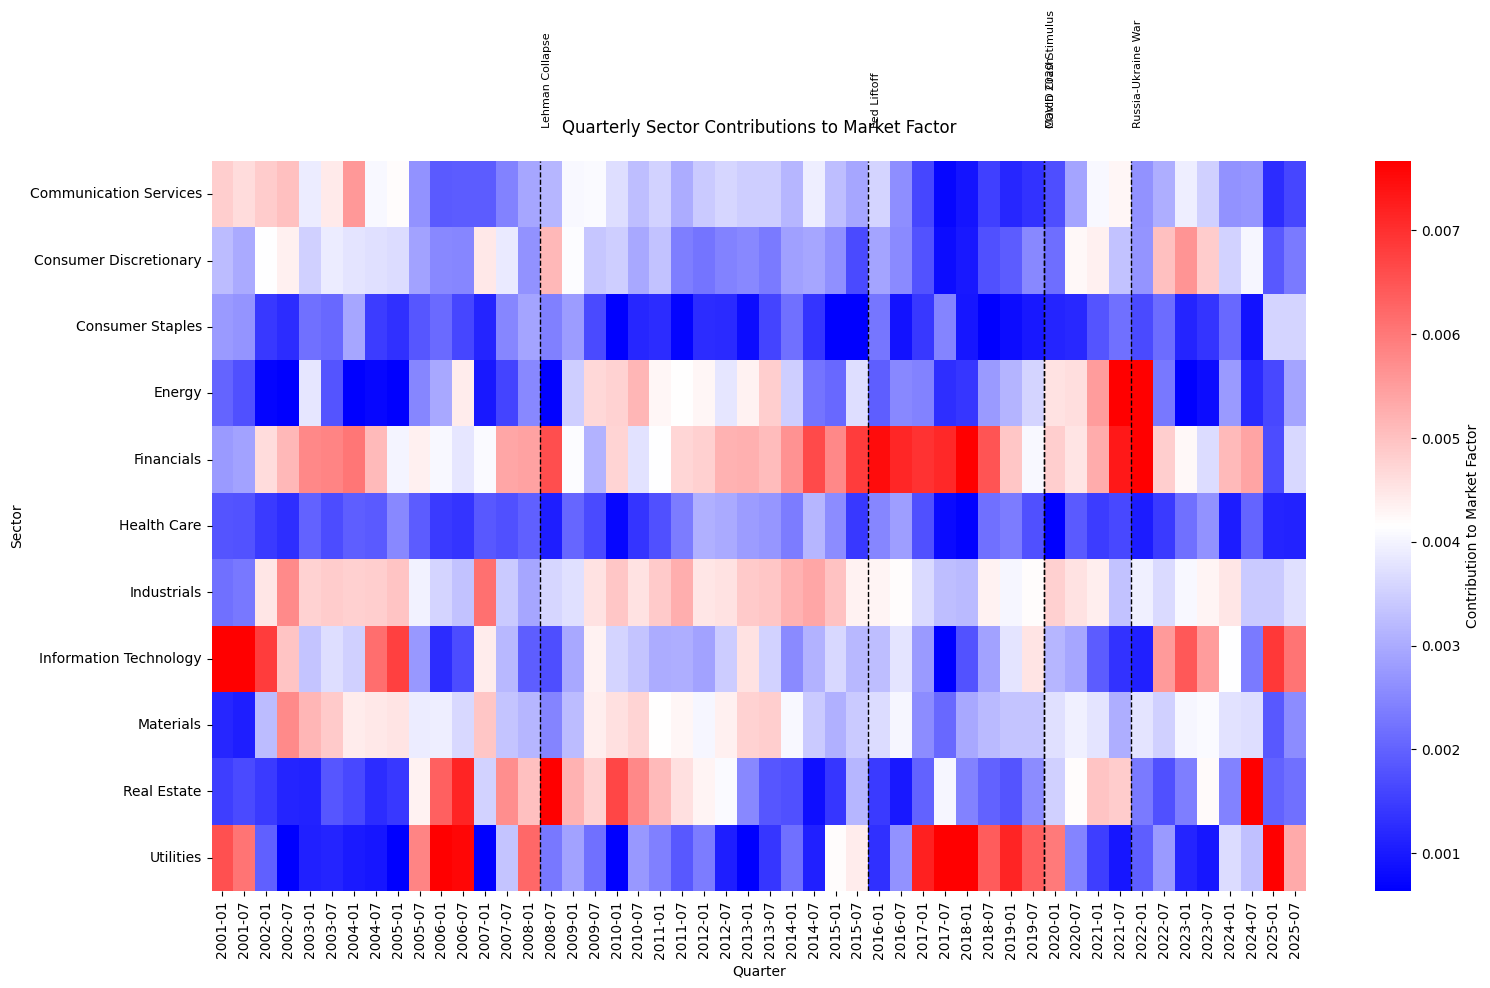 Lehman Collapse
Fed Liftoff
COVID Crash
March 2020 Stimulus
Russia-Ukraine War
Quarterly Sector Contributions to Market Factor
Sector
Communication Services
Consumer Discretionary
Consumer Staples
Energy
Financials
Health Care
Industrials
Information Technology
Materials
Real Estate
Utilities
2001-01
2001-07
2002-01
2002-07
2003-01
2003-07
2004-01
2004-07
2005-01
2005-07
2006-01
2006-07
2007-01
2007-07
2008-01
2008-07
2009-01
2009-07
2010-01
2010-07
2011-01
2011-07
2012-01
2012-07
2013-01
2013-07
2014-01
2014-07
2015-01
2015-07
2016-01
2016-07
2017-01
2017-07
2018-01
2018-07
2019-01
2019-07
2020-01
2020-07
2021-01
2021-07
2022-01
2022-07
2023-01
2023-07
2024-01
2024-07
2025-01
2025-07
Quarter
0.007
0.006
0.005
0.004
0.003
0.002
0.001
Contribution to Market Factor